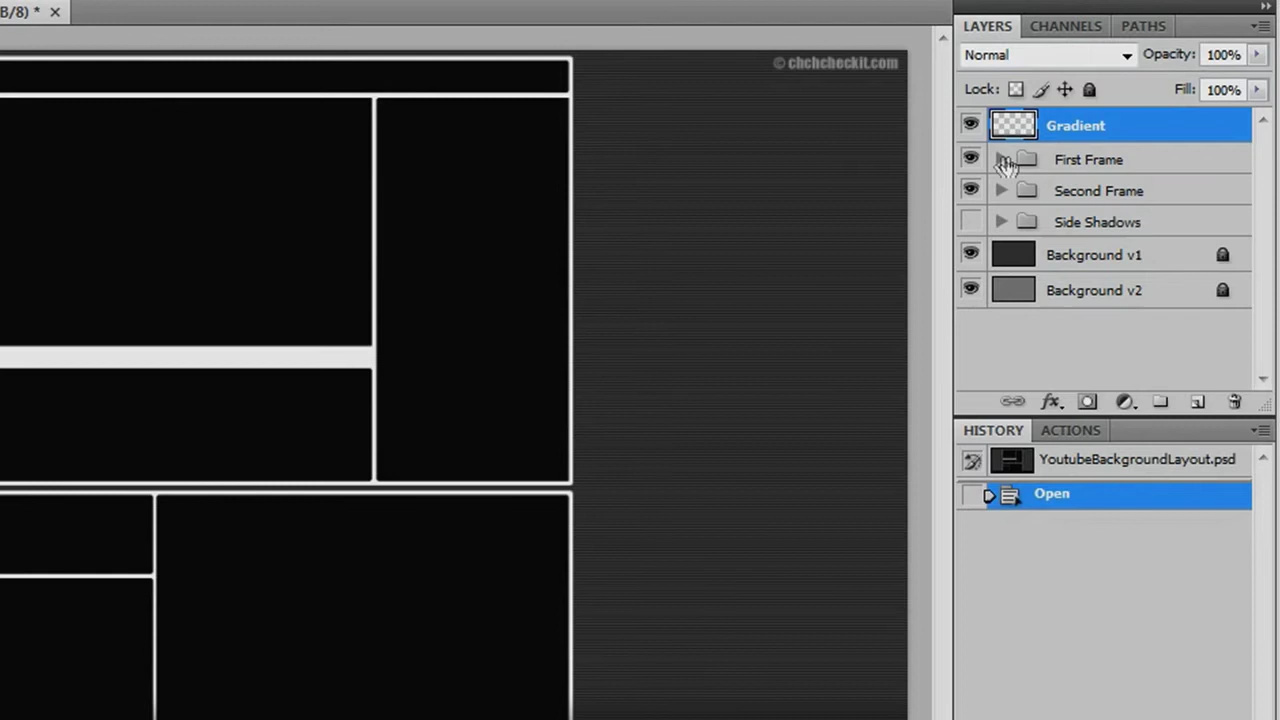 B/8) * ×
© chchcheckit.com
LAYERS CHANNELS PATHS
Normal Opacity: 100%
Lock: Fill: 100%
Gradient
First Frame
Second Frame
Side Shadows
Background v1
Background v2
fx.
HISTORY ACTIONS
YoutubeBackgroundLayout.psd
Open